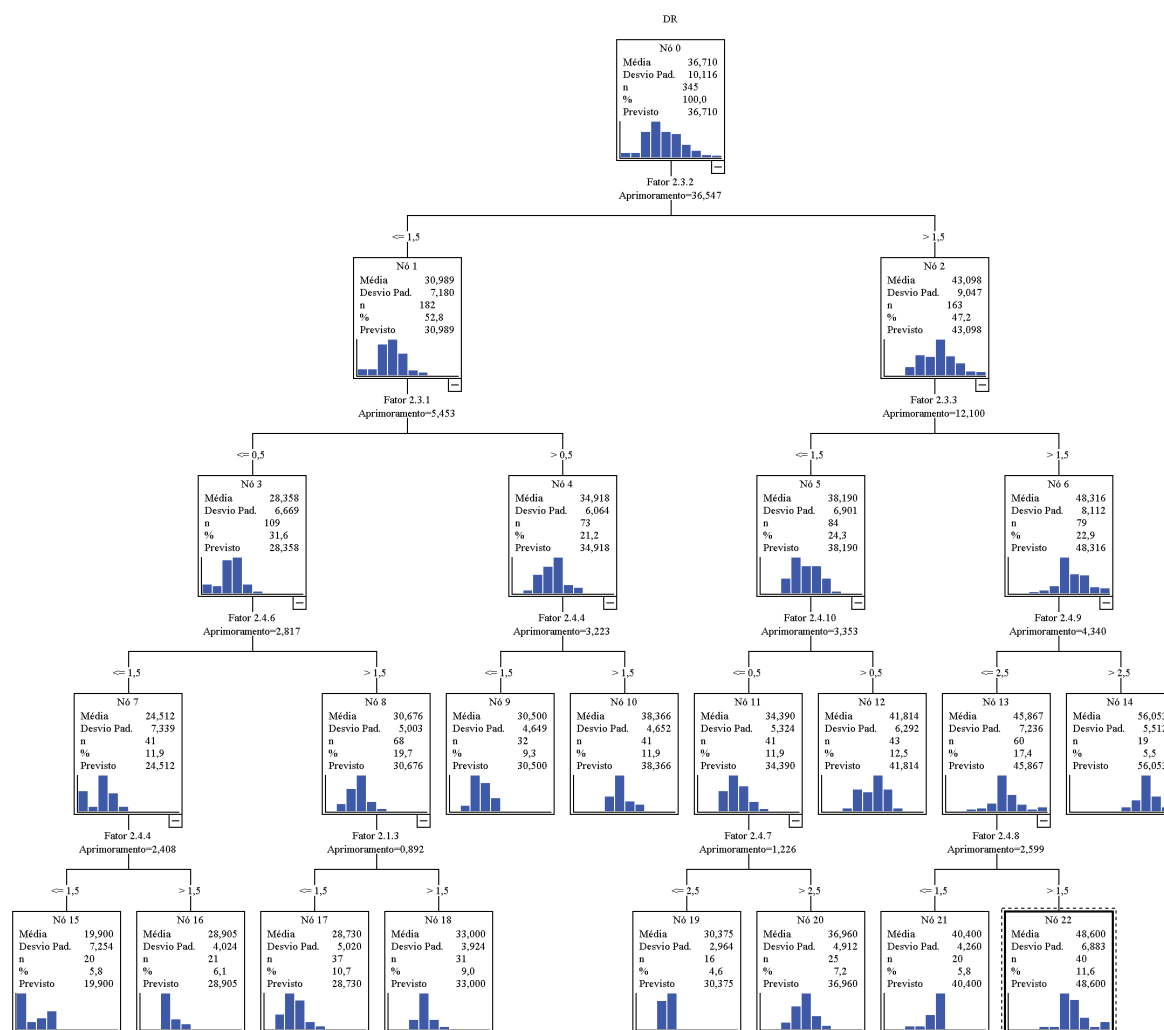 DR
Nó 0
Média 36,710
Desvio Pad. 10,116
n 345
% 100,0
Previsto 36,710
Fator 2.3.2
Aprimoramento=36,547
<= 1,5
> 1,5
Nó 1
Média 30,989
Desvio Pad. 7,180
n 182
% 52,8
Previsto 30,989
Fator 2.3.1
Aprimoramento=5,453
Nó 2
Média 43,098
Desvio Pad. 9,047
n 163
% 47,2
Previsto 43,098
Fator 2.3.3
Aprimoramento=12,100
<= 0,5
> 0,5
<= 1,5
> 1,5
Nó 3
Média 28,358
Desvio Pad. 6,669
n 109
% 31,6
Previsto 28,358
Fator 2.4.6
Aprimoramento=2,817
Nó 4
Média 34,918
Desvio Pad. 6,064
n 73
% 21,2
Previsto 34,918
Fator 2.4.4
Aprimoramento=3,223
Nó 5
Média 38,190
Desvio Pad. 6,901
n 84
% 24,3
Previsto 38,190
Fator 2.4.10
Aprimoramento=3,353
Nó 6
Média 48,316
Desvio Pad. 8,112
n 79
% 22,9
Previsto 48,316
Fator 2.4.9
Aprimoramento=4,340
<= 1,5
> 1,5
<= 1,5
> 1,5
<= 0,5
> 0,5
<= 2,5
> 2,5
Nó 7
Média 24,512
Desvio Pad. 7,339
n 41
% 11,9
Previsto 24,512
Fator 2.4.4
Aprimoramento=2,408
Nó 8
Média 30,676
Desvio Pad. 5,003
n 68
% 19,7
Previsto 30,676
Fator 2.1.3
Aprimoramento=0,892
Nó 9
Média 30,500
Desvio Pad. 4,649
n 32
% 9,3
Previsto 30,500
Nó 10
Média 38,366
Desvio Pad. 4,652
n 41
% 11,9
Previsto 38,366
Nó 11
Média 34,390
Desvio Pad. 5,324
n 41
% 11,9
Previsto 34,390
Fator 2.4.7
Aprimoramento=1,226
Nó 12
Média 41,814
Desvio Pad. 6,292
n 43
% 12,5
Previsto 41,814
Nó 13
Média 45,867
Desvio Pad. 7,236
n 60
% 17,4
Previsto 45,867
Fator 2.4.8
Aprimoramento=2,599
Nó 14
Média 56,053
Desvio Pad. 5,512
n 19
% 5,5
Previsto 56,053
<= 1,5
> 1,5
<= 1,5
> 1,5
<= 2,5
> 2,5
<= 1,5
> 1,5
Nó 15
Média 19,900
Desvio Pad. 7,254
n 20
% 5,8
Previsto 19,900
Nó 16
Média 28,905
Desvio Pad. 4,024
n 21
% 6,1
Previsto 28,905
Nó 17
Média 28,730
Desvio Pad. 5,020
n 37
% 10,7
Previsto 28,730
Nó 18
Média 33,000
Desvio Pad. 3,924
n 31
% 9,0
Previsto 33,000
Nó 19
Média 30,375
Desvio Pad. 2,964
n 16
% 4,6
Previsto 30,375
Nó 20
Média 36,960
Desvio Pad. 4,912
n 25
% 7,2
Previsto 36,960
Nó 21
Média 40,400
Desvio Pad. 4,260
n 20
% 5,8
Previsto 40,400
Nó 22
Média 48,600
Desvio Pad. 6,883
n 40
% 11,6
Previsto 48,600